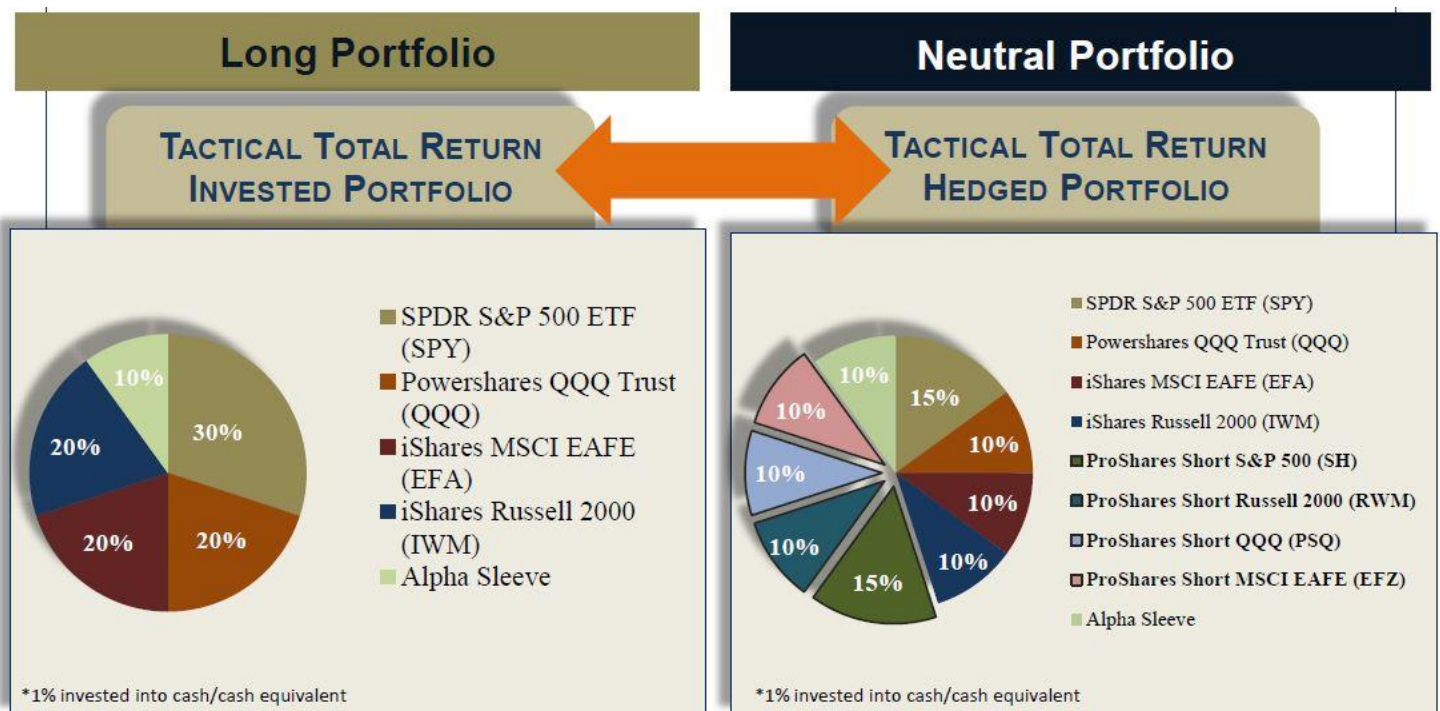 Long Portfolio
TACTICAL TOTAL RETURN
INVESTED PORTFOLIO
10%
30%
20%
20%
20%
SPDR S&P 500 ETF
(SPY)
Powershares QQQ Trust
(QQQ)
iShares MSCI EAFE
(EFA)
iShares Russell 2000
(IWM)
Alpha Sleeve
*1% invested into cash/cash equivalent
Neutral Portfolio
TACTICAL TOTAL RETURN
HEDGED PORTFOLIO
10%
15%
10%
10%
10%
10%
10%
10%
15%
SPDR S&P 500 ETF (SPY)
Powershares QQQ Trust (QQQ)
iShares MSCI EAFE (EFA)
iShares Russell 2000 (IWM)
ProShares Short S&P 500 (SH)
ProShares Short Russell 2000 (RWM)
ProShares Short QQQ (PSQ)
ProShares Short MSCI EAFE (EFZ)
Alpha Sleeve
*1% invested into cash/cash equivalent